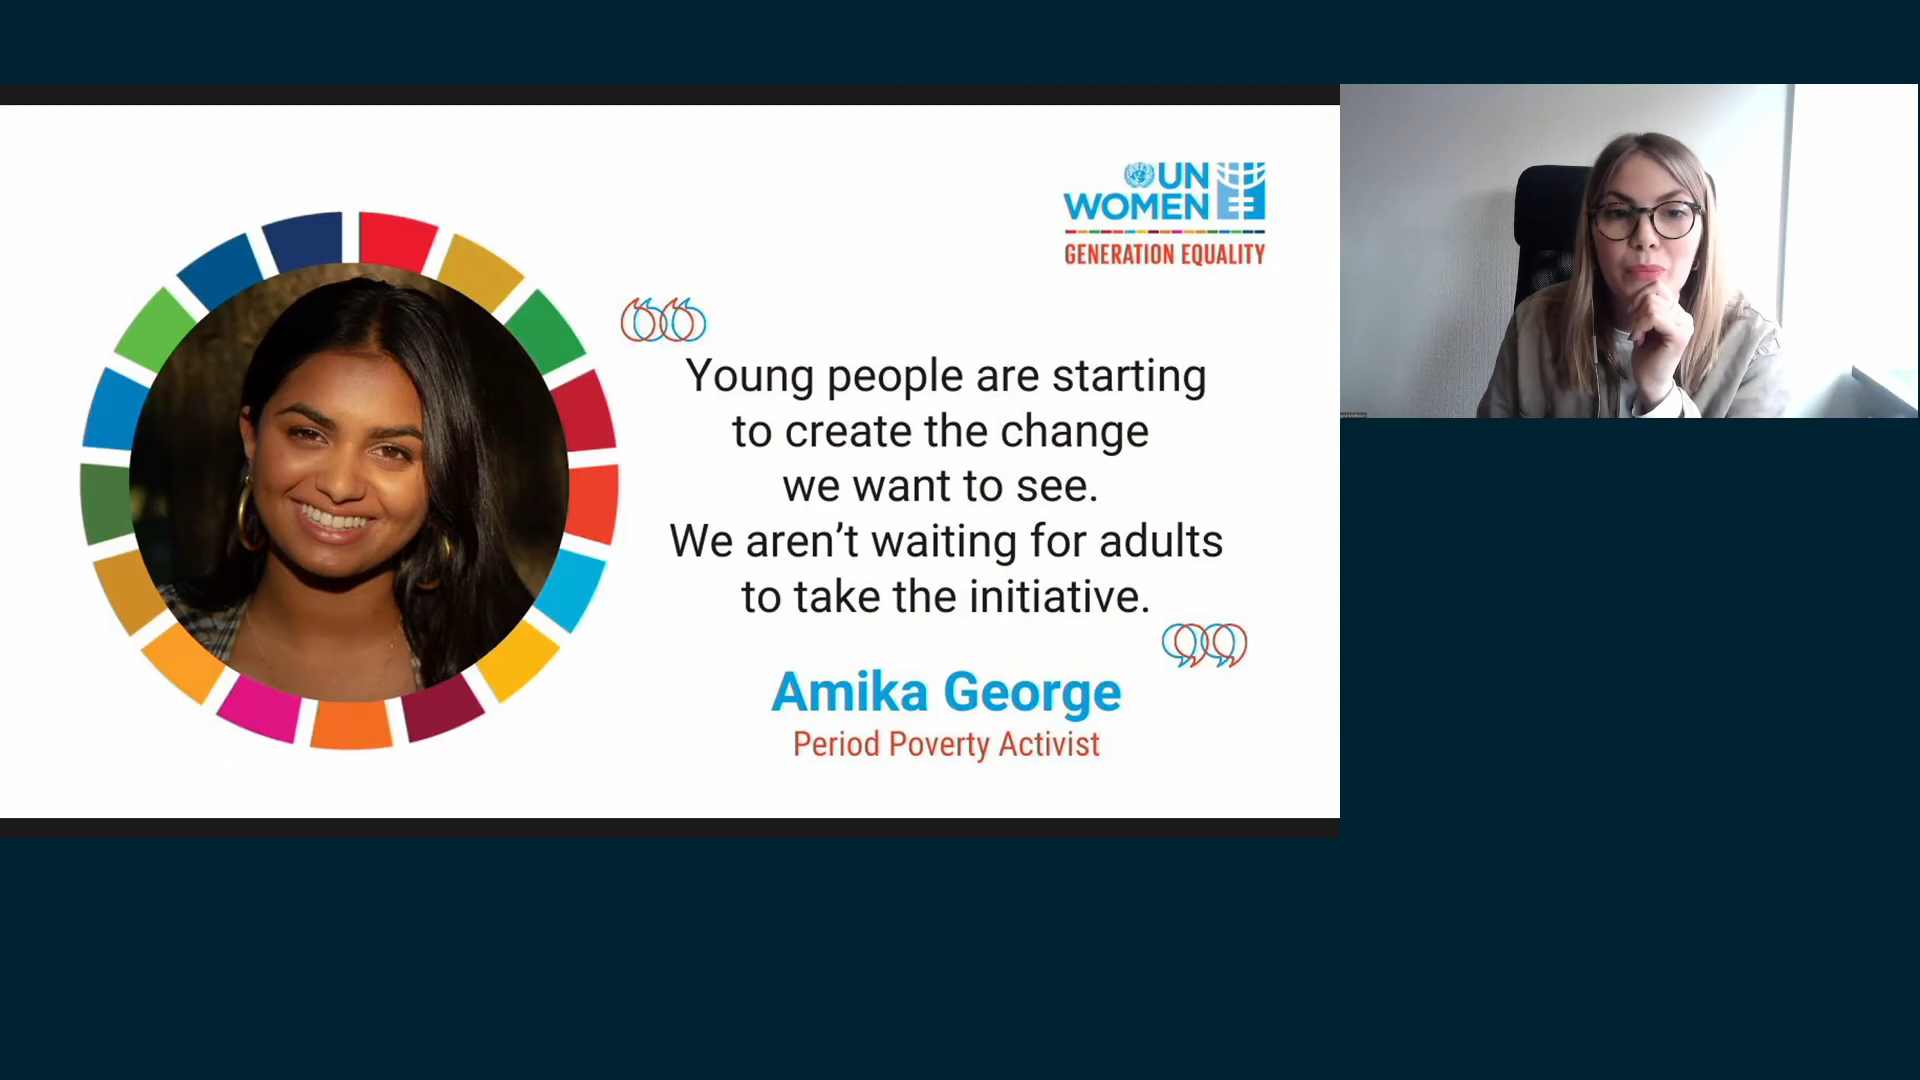 UN
WOMEN
GENERATION EQUALITY
Young people are starting
to create the change
we want to see.
We aren’t waiting for adults
to take the initiative.
Amika George
Period Poverty Activist